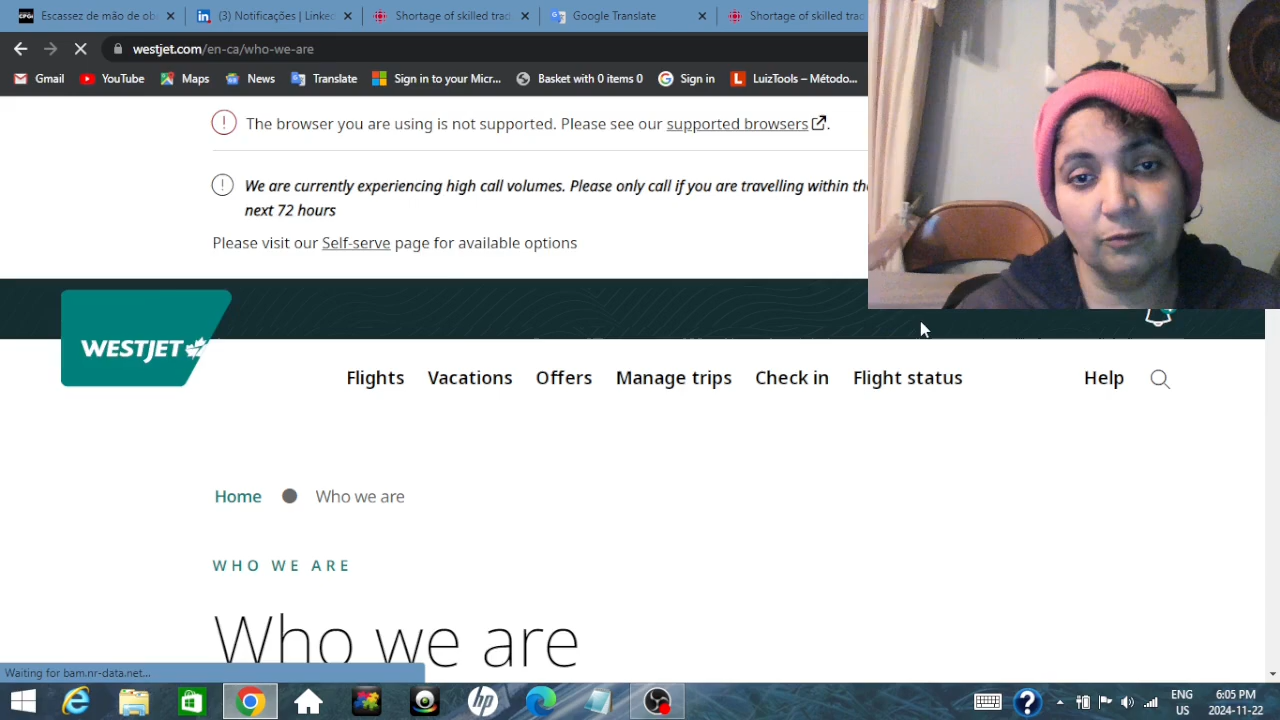 Escassez de mão de ob
(3) Notificações | Linke
Shortage of skilled trad
Google Translate
Shortage of skilled trad
westjet.com/en-ca/who-we-are
Gmail
YouTube
Maps
News
Translate
Sign in to your Micr...
Basket with 0 items 0
Sign in
LuizTools – Método...
The browser you are using is not supported. Please see our supported browsers.
We are currently experiencing high call volumes. Please only call if you are travelling within the
next 72 hours
Please visit our Self-serve page for available options
WESTJET
Flights Vacations Offers Manage trips Check in Flight status Help
Home Who we are
WHO WE ARE
Who we are
Waiting for bam.nr-data.net...
ENG 6:05 PM
US 2024-11-22